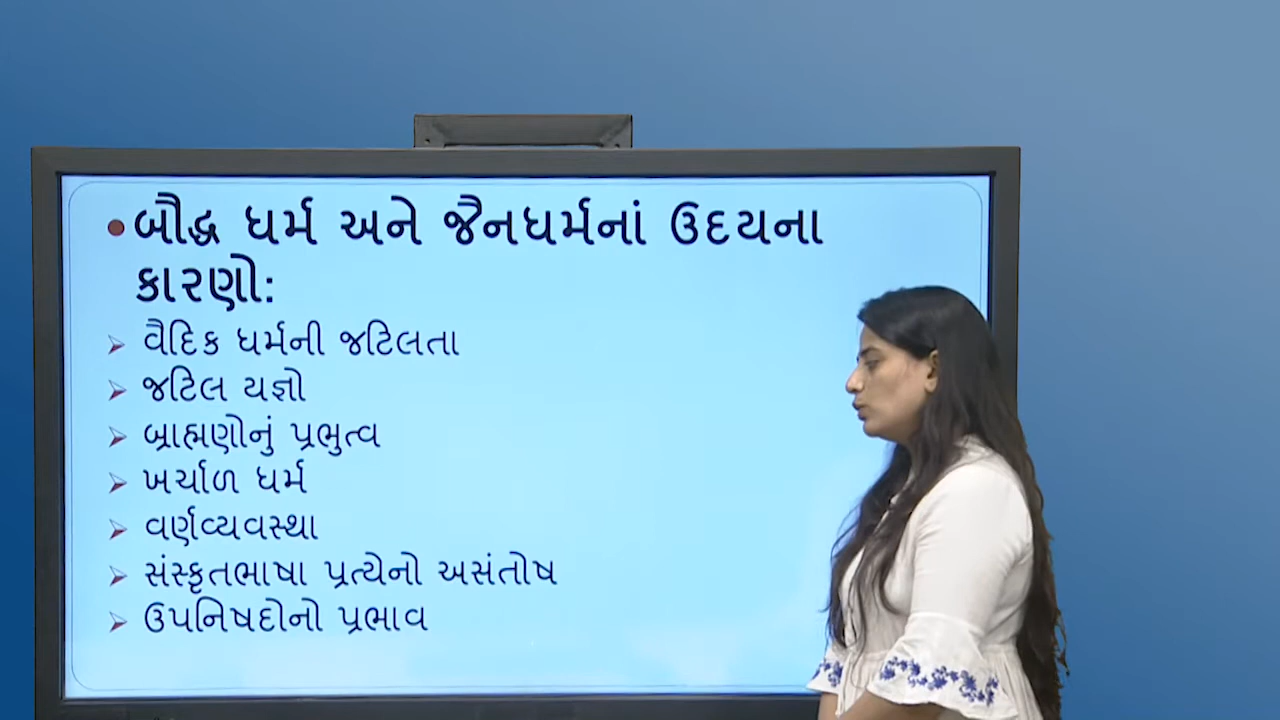 બૌદ્ધ ધર્મ અને જૈનધર્મનાં ઉદયના
કારણો:
વૈદિક ધર્મની જટિલતા
જટિલ યજ્ઞો
બ્રાહ્મણોનું પ્રભુત્વ
ખર્ચાળ ધર્મ
વર્ણવ્યવસ્થા
સંસ્કૃતભાષા પ્રત્યેનો અસંતોષ
ઉપનિષદોનો પ્રભાવ